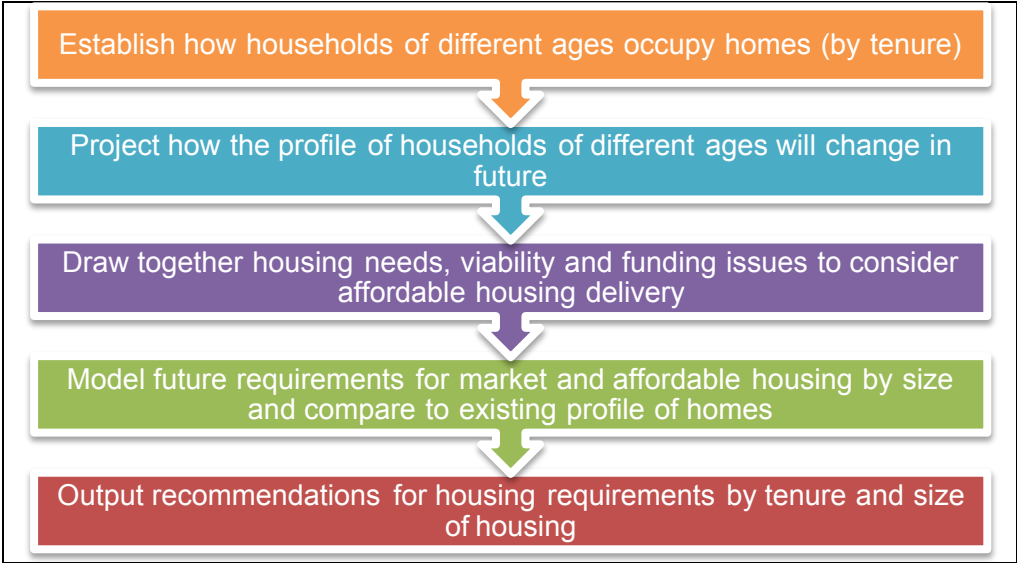 Establish how households of different ages occupy homes (by tenure)
Project how the profile of households of different ages will change in
future
Draw together housing needs, viability and funding issues to consider
affordable housing delivery
Model future requirements for market and affordable housing by size
and compare to existing profile of homes
Output recommendations for housing requirements by tenure and size
of housing